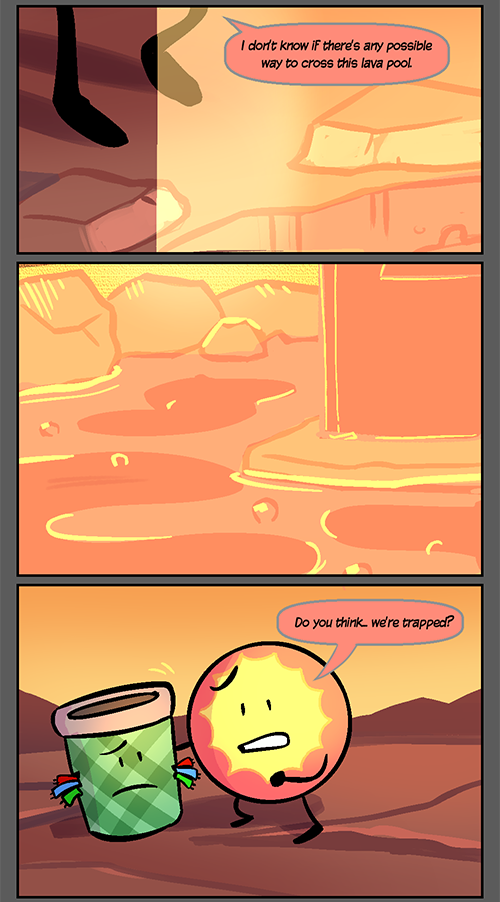 I don't know if there's any possible
way to cross this lava pool.
Do you think... we're trapped?